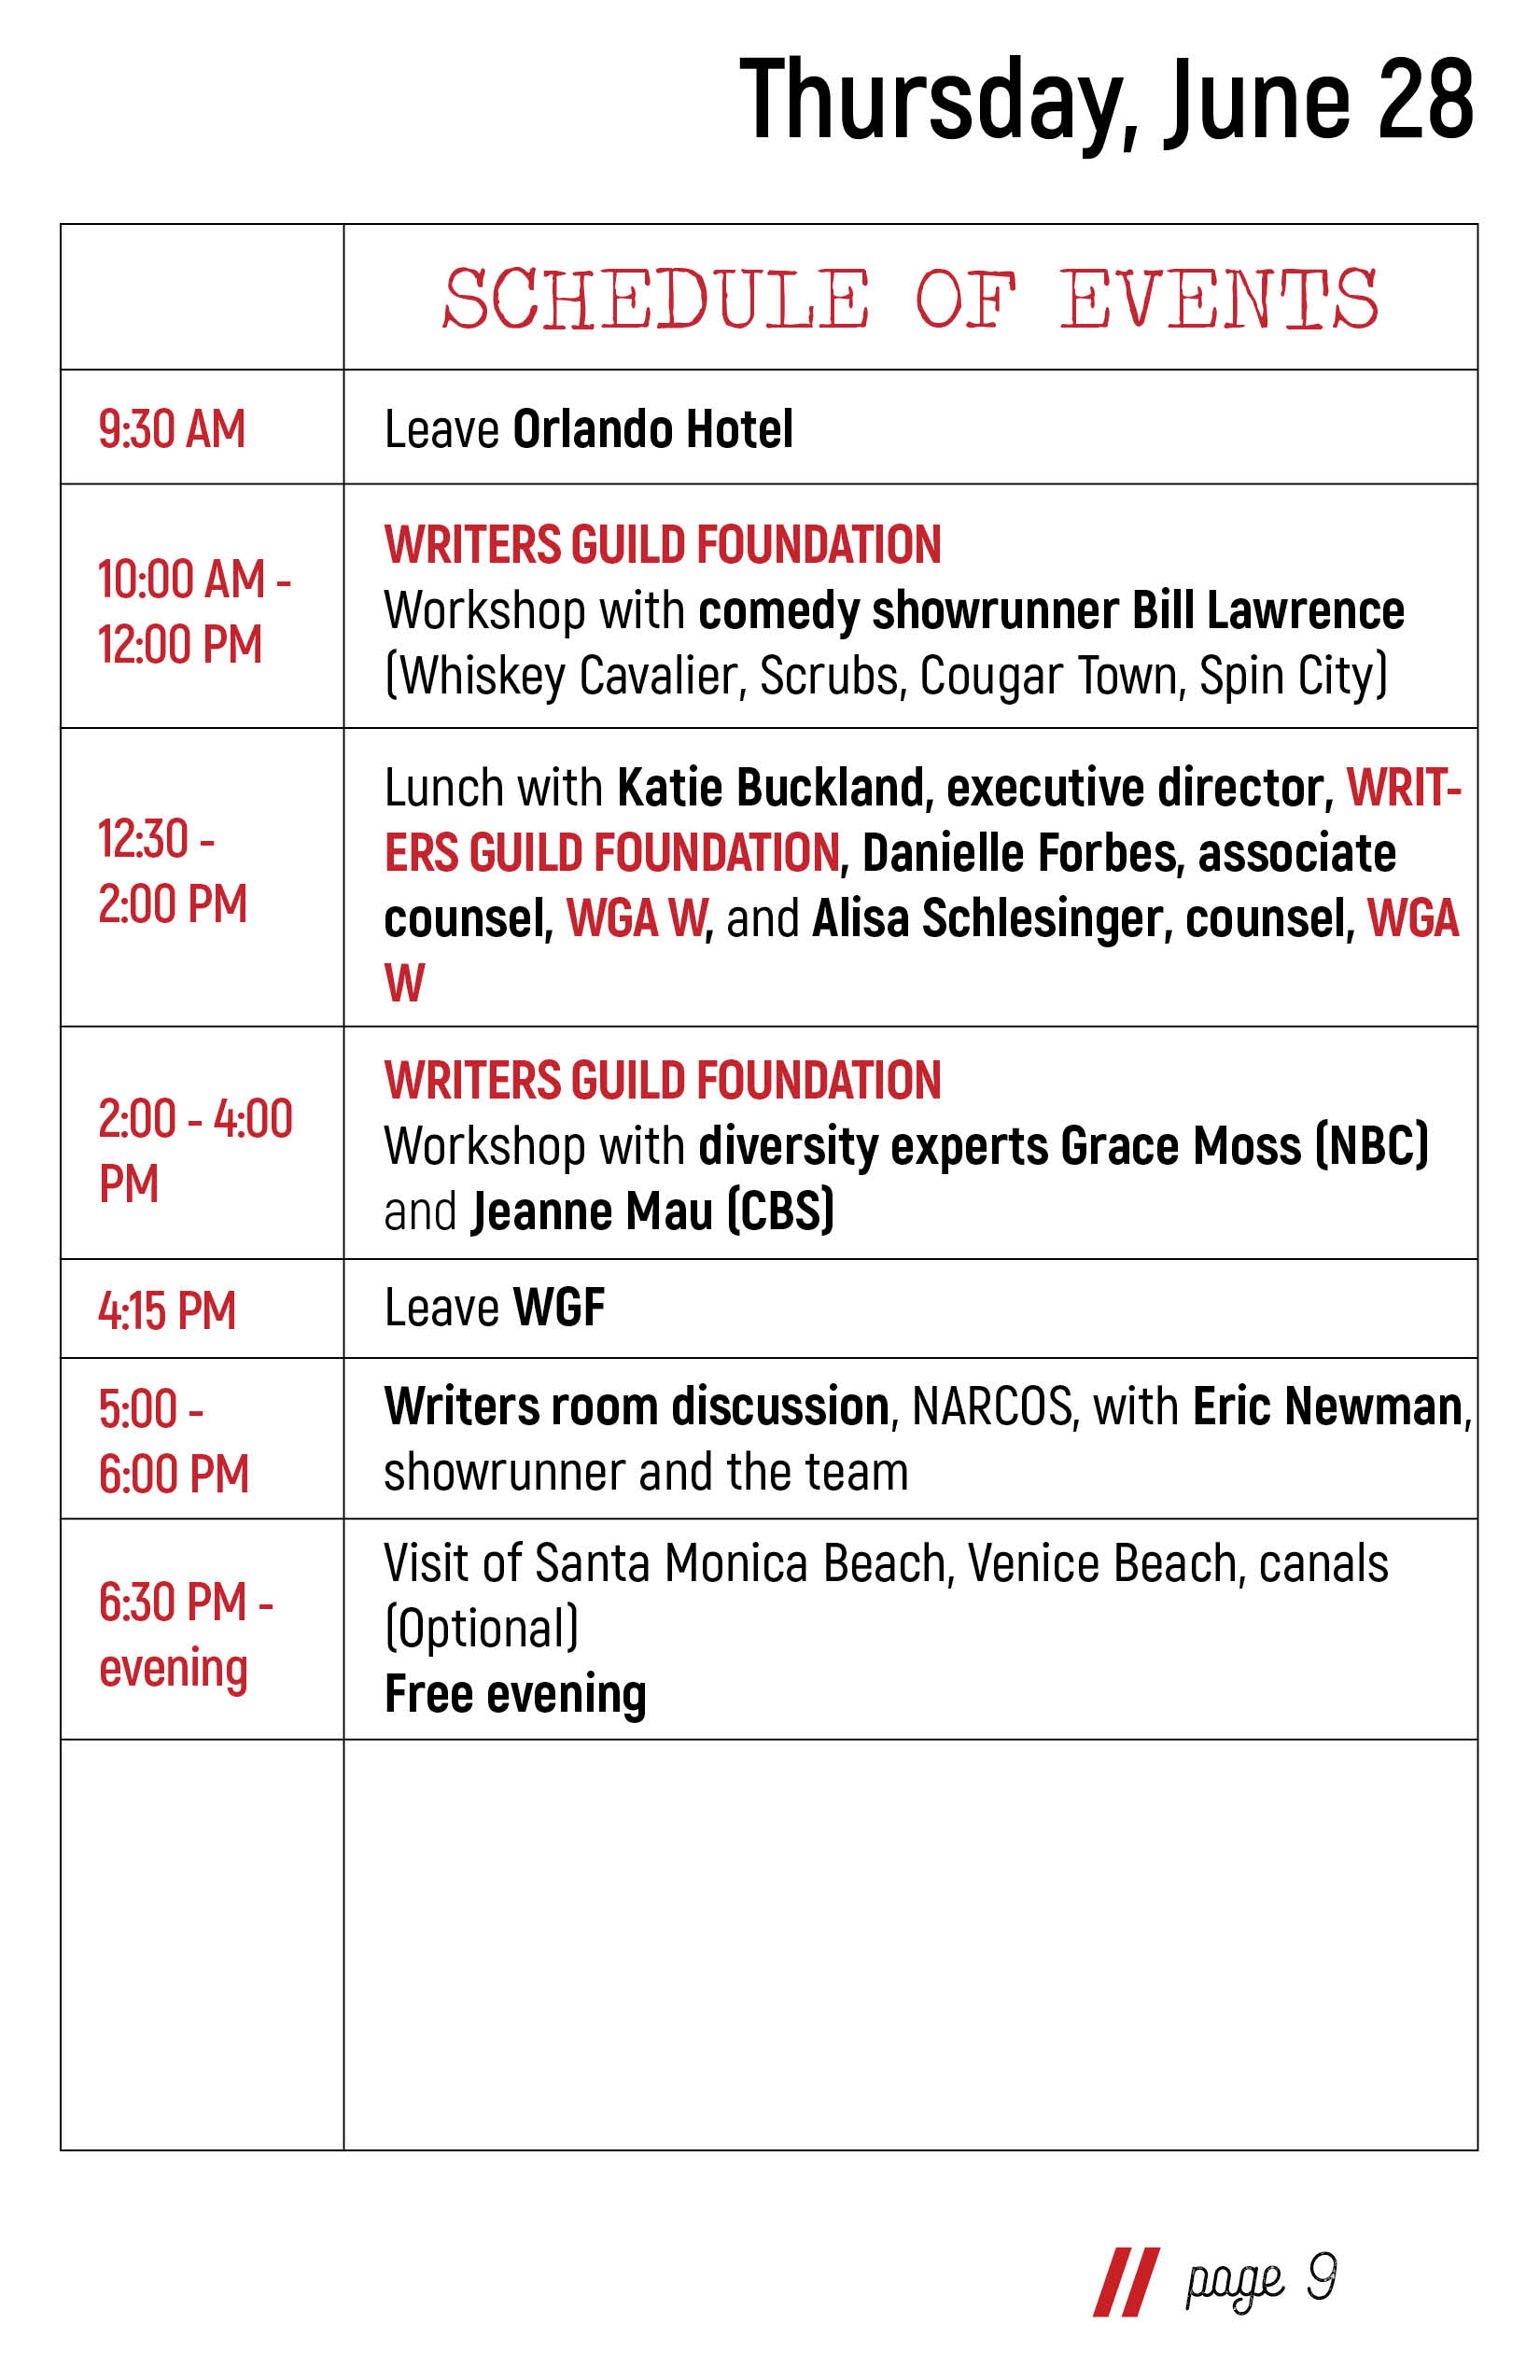 Thursday, June 28
SCHEDULE OF EVENTS
9:30 AM
Leave Orlando Hotel
10:00 AM -
12:00 PM
WRITERS GUILD FOUNDATION
Workshop with comedy showrunner Bill Lawrence
(Whiskey Cavalier, Scrubs, Cougar Town, Spin City)
12:30 -
2:00 PM
Lunch with Katie Buckland, executive director, WRIT-
ERS GUILD FOUNDATION, Danielle Forbes, associate
counsel, WGA W, and Alisa Schlesinger, counsel, WGA
W
2:00 - 4:00
PM
WRITERS GUILD FOUNDATION
Workshop with diversity experts Grace Moss (NBC)
and Jeanne Mau (CBS)
4:15 PM
Leave WGF
5:00 -
6:00 PM
Writers room discussion, NARCOS, with Eric Newman,
showrunner and the team
6:30 PM -
evening
Visit of Santa Monica Beach, Venice Beach, canals
(Optional)
Free evening
// page 9